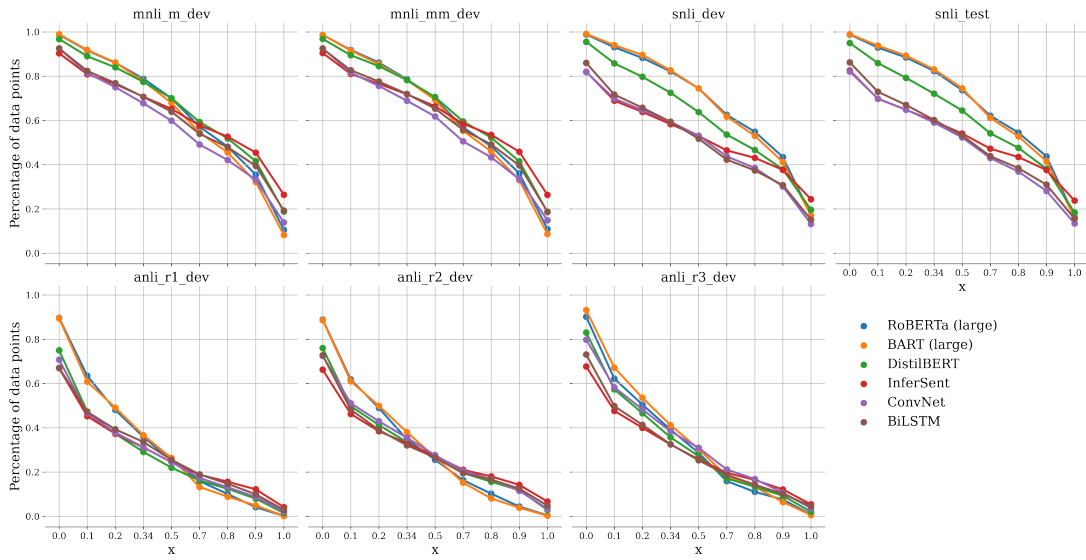 mnli_m_dev
mnli_mm_dev
snli_dev
snli_test
Percentage of data points
1.0
0.8
0.6
0.4
0.2
0.0
0.0 0.1 0.2 0.34 0.5 0.7 0.8 0.9 1.0
x
anli_r1_dev
anli_r2_dev
anli_r3_dev
Percentage of data points
1.0
0.8
0.6
0.4
0.2
0.0
0.0 0.1 0.2 0.34 0.5 0.7 0.8 0.9 1.0
x
0.0 0.1 0.2 0.34 0.5 0.7 0.8 0.9 1.0
x
0.0 0.1 0.2 0.34 0.5 0.7 0.8 0.9 1.0
x
RoBERTa (large)
BART (large)
DistilBERT
InferSent
ConvNet
BiLSTM